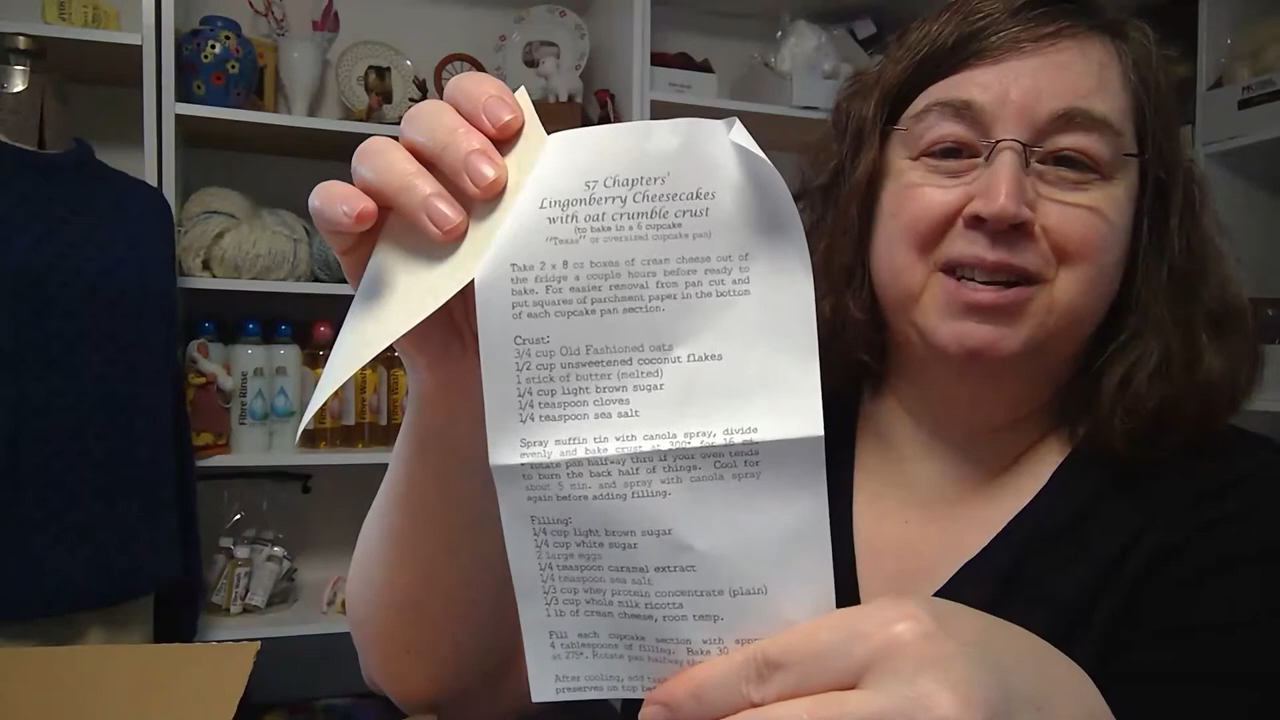 57 Chapters'
Lingonberry Cheesecakes
with oat crumble crust
(to bake in a 6 cupcake
"Texas" or oversized cupcake pan)
Take 2 x 8 oz boxes of cream cheese out of
the fridge a couple hours before ready to
bake. For easier removal from pan cut and
put squares of parchment paper in the bottom
of each cupcake pan section.
Crust:
3/4 cup Old Fashioned oats
1/2 cup unsweetened coconut flakes
1 stick of butter (melted)
1/4 cup light brown sugar
1/4 teaspoon cloves
1/4 teaspoon sea salt
Spray muffin tin with canola spray, divide
evenly and bake crust at 300* for 16
* rotate pan halfway thru if your oven tends
to burn the back half of things. Cool for
about 5 min. and spray with canola spray
again before adding filling.
Filling:
1/4 cup light brown sugar
1/4 cup white sugar
2 large eggs
1/4 teaspoon caramel extract
1/4 teaspoon sea salt
1/3 cup whey protein concentrate (plain)
1/3 cup whole milk ricotta
1 lb of cream cheese, room temp.
Fill each cupcake section with
4 tablespoons of filling. Bake 30
at 275*. Rotate pan halfway
After cooling, add
preserves on top
Fibre Rinse
Fibre Wash